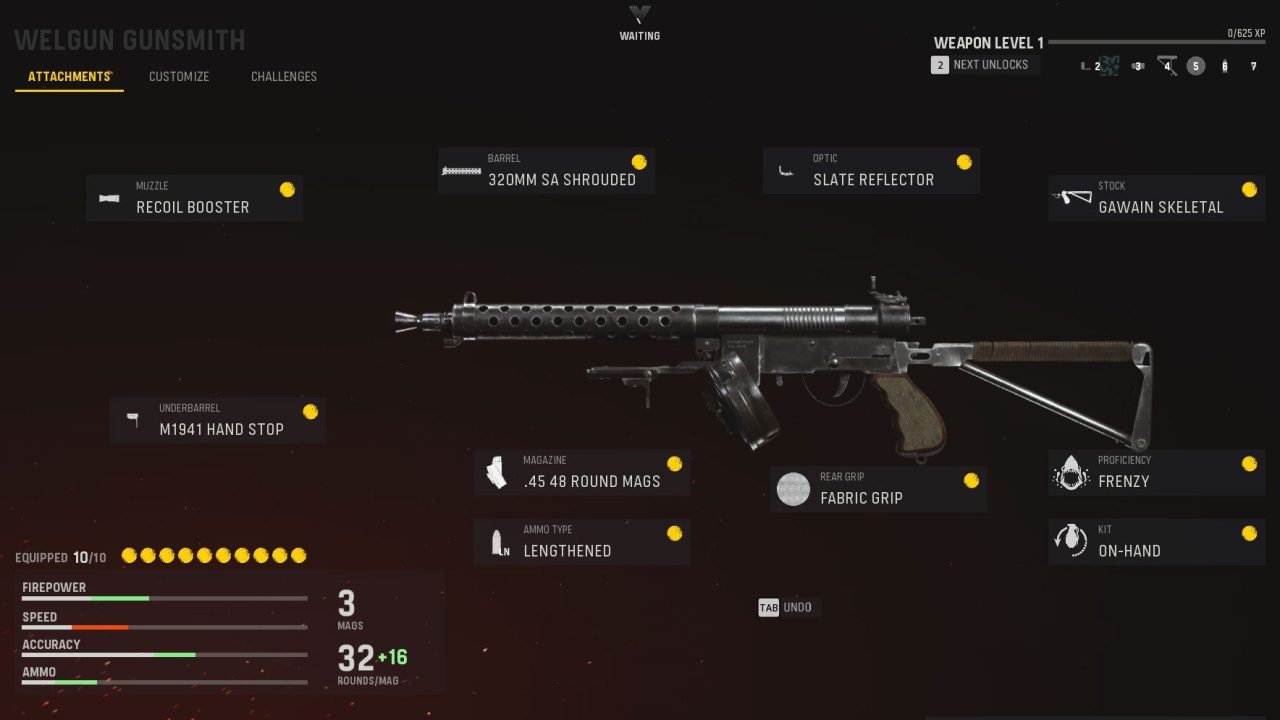 WELGUN GUNSMITH
WAITING
WEAPON LEVEL 1
0/625 XP
2 NEXT UNLOCKS
2 3 4 5 6 7
ATTACHMENTS
CUSTOMIZE
CHALLENGES
BARREL
320MM SA SHROUDED
OPTIC
SLATE REFLECTOR
MUZZLE
RECOIL BOOSTER
STOCK
GAWAIN SKELETAL
UNDERBARREL
M1941 HAND STOP
MAGAZINE
.45 48 ROUND MAGS
REAR GRIP
FABRIC GRIP
PROFICIENCY
FRENZY
AMMO TYPE
LN
LENGTHENED
KIT
ON-HAND
EQUIPPED 10/10
FIREPOWER
SPEED
ACCURACY
AMMO
3
MAGS
32+16
ROUNDS/MAG
TAB UNDO